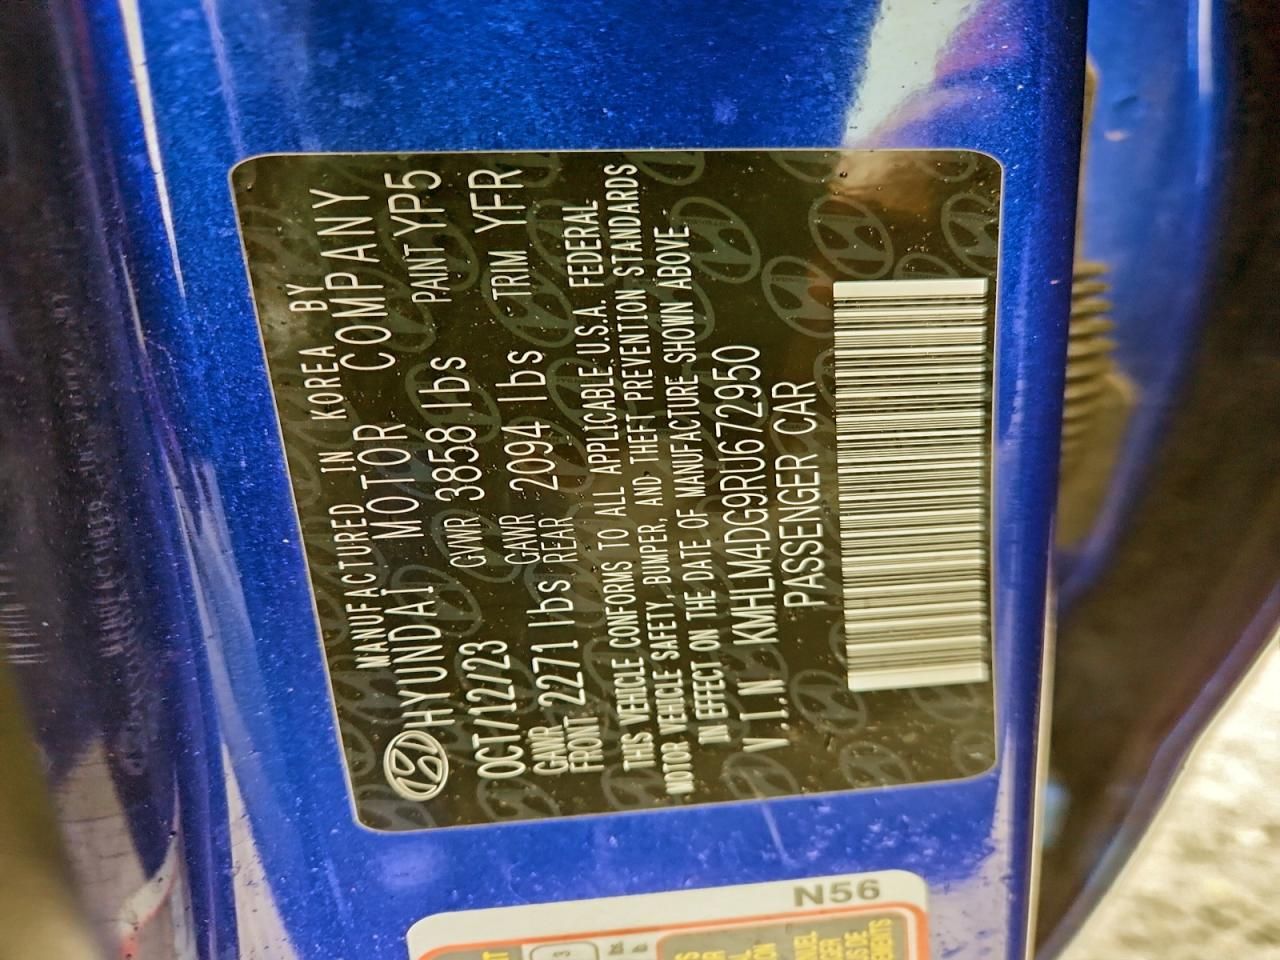 MANUFACTURED IN KOREA BY
HYUNDAI MOTOR COMPANY
OCT/12/23 GVWR 3858 lbs PAINT YP5
GAWR FRONT 2271 lbs GAWR REAR 2094 lbs TRIM YFR
THIS VEHICLE CONFORMS TO ALL APPLICABLE U.S.A. FEDERAL
MOTOR VEHICLE SAFETY, BUMPER, AND THEFT PREVENTION STANDARDS
IN EFFECT ON THE DATE OF MANUFACTURE SHOWN ABOVE.
V.I.N KMHLM4DG9RU672950
PASSENGER CAR
N56